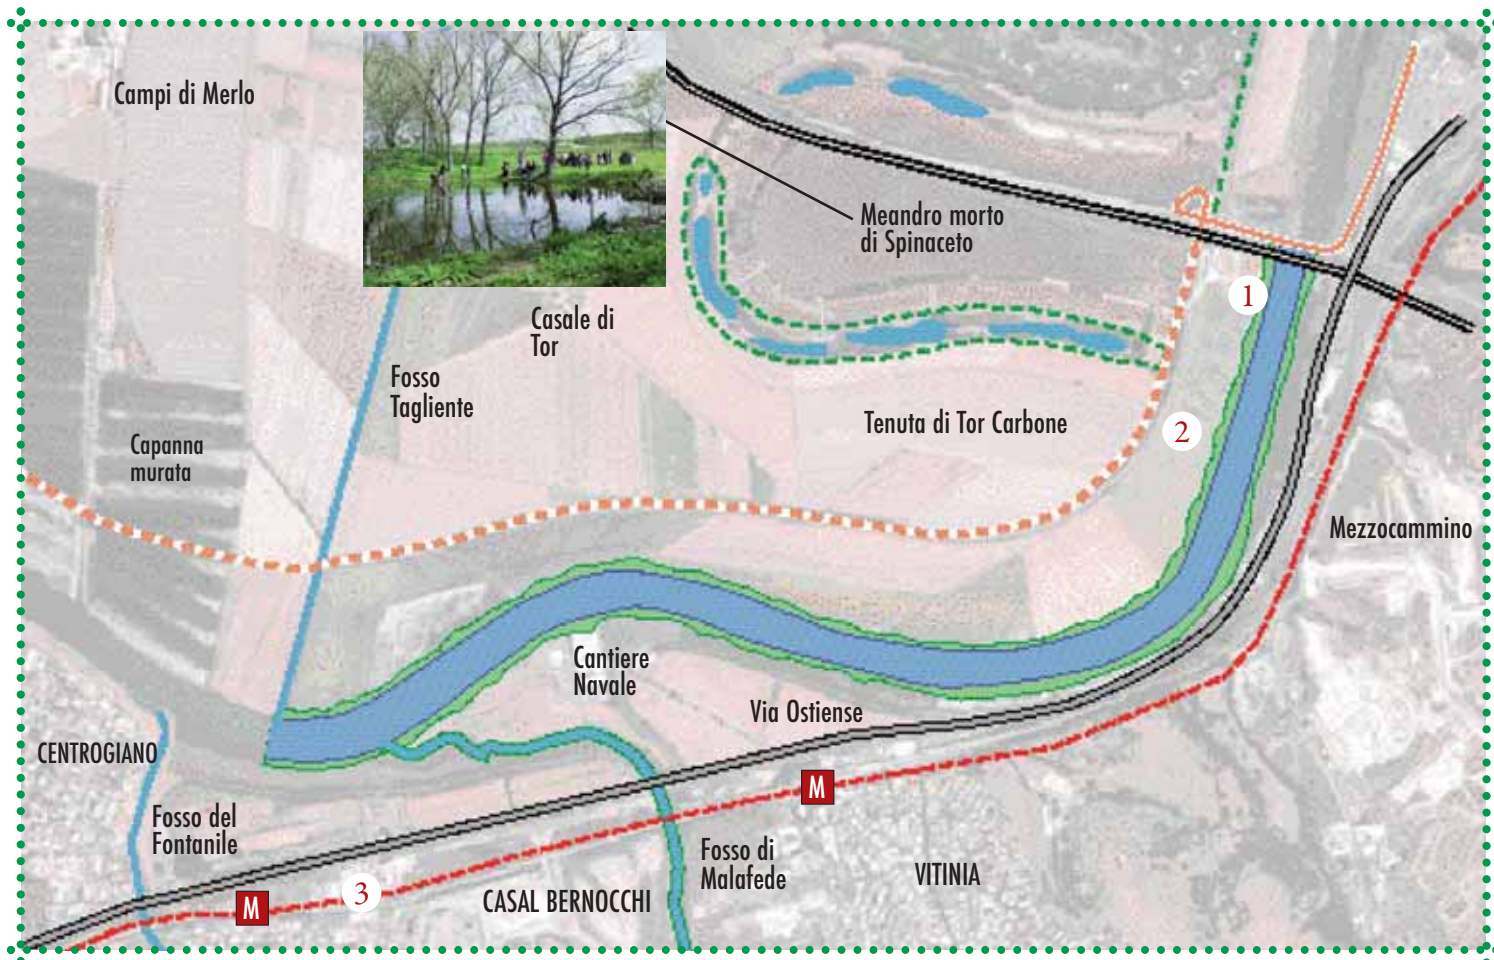 Campi di Merlo
Meandro morto
di Spinaceto
1
Casale di
Tor
Fosso
Tagliente
Tenuta di Tor Carbone
2
Capanna
murata
Mezzocammino
Cantiere
Navale
Via Ostiense
CENTROGIANO
M
Fosso del
Fontanile
Fosso di
Malafede
VITINIA
3
CASAL BERNOCCHI
M